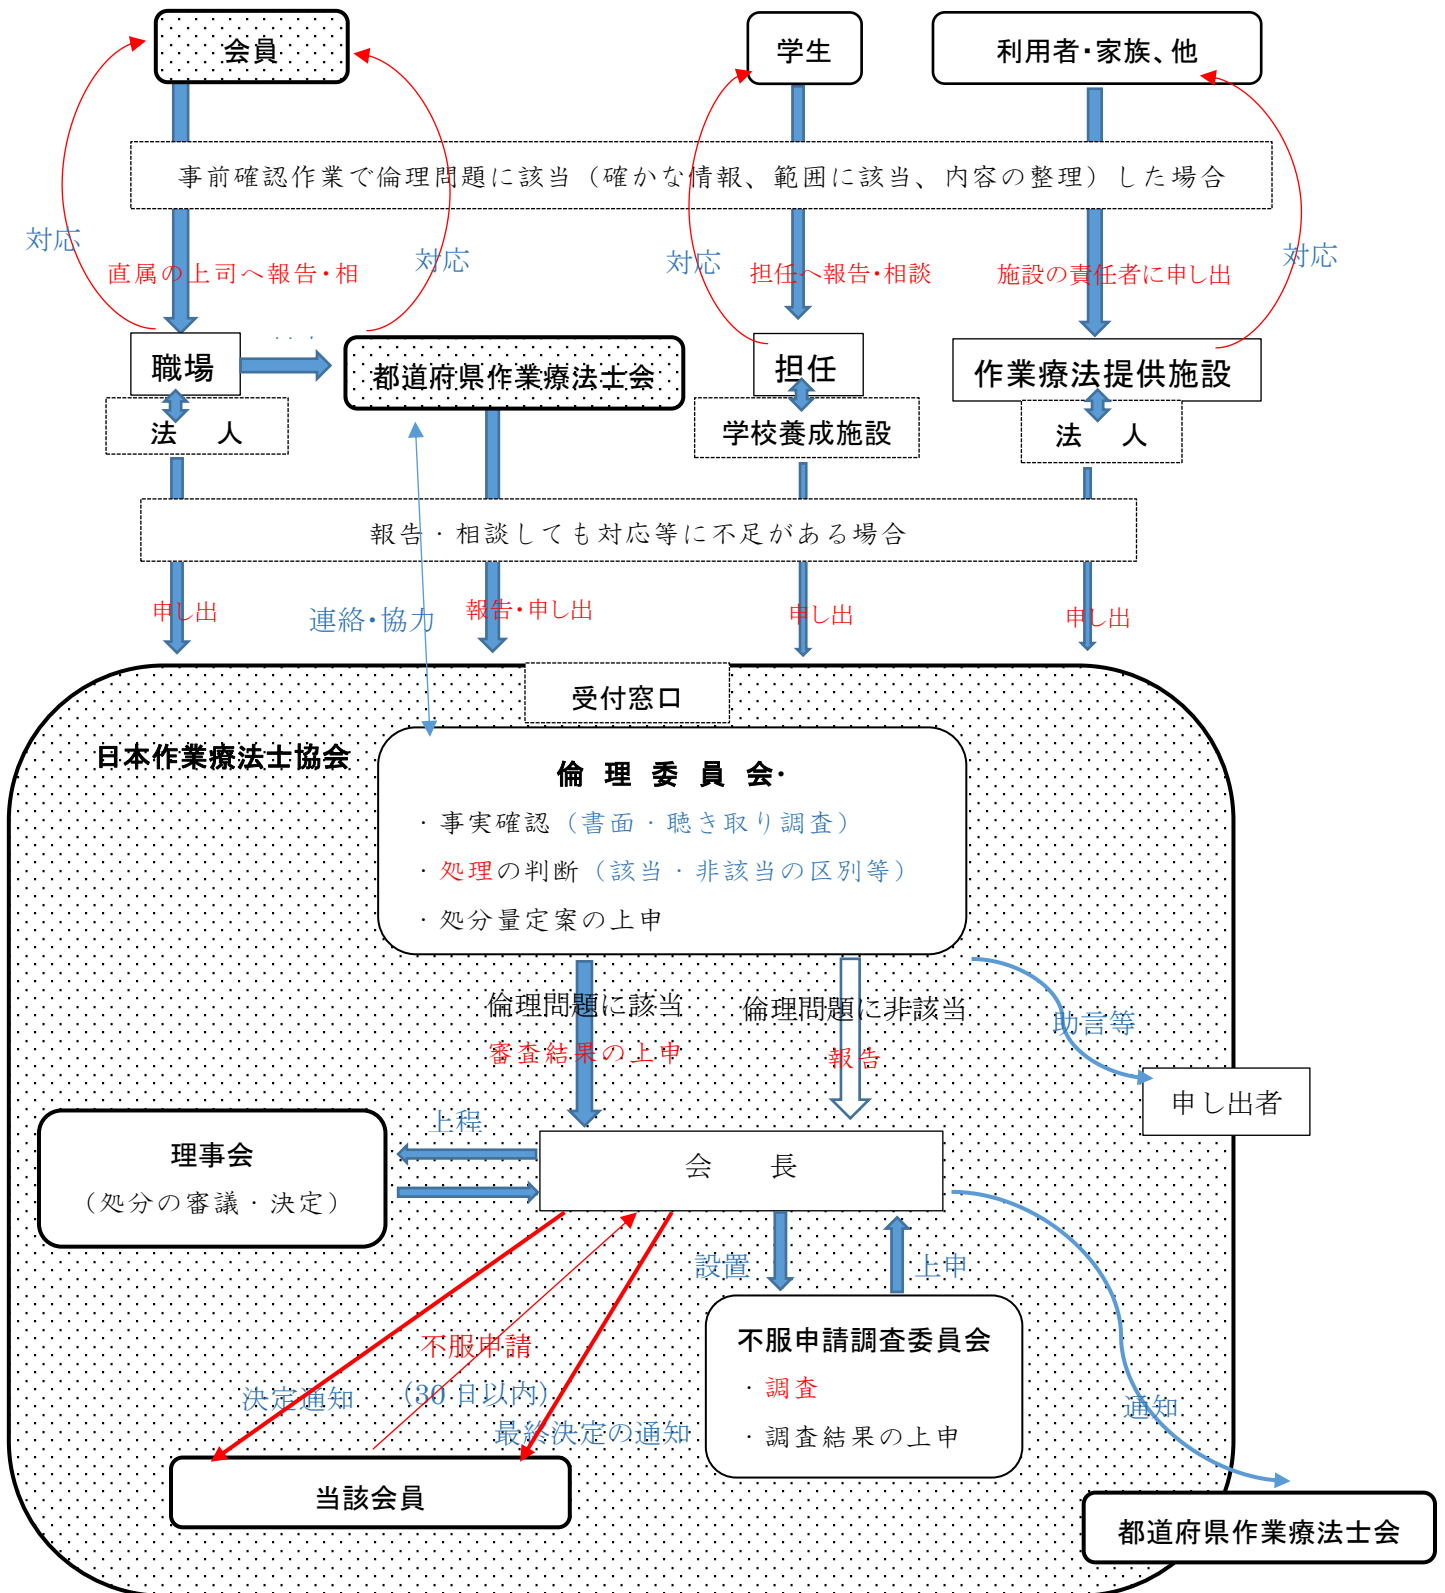 会員
学生
利用者・家族、他
事前確認作業で倫理問題に該当（確かな情報、範囲に該当、内容の整理）した場合
対応
直属の上司へ報告・相
対応
対応
担任へ報告・相談
施設の責任者に申し出
対応
職場
都道府県作業療法士会
担任
作業療法提供施設
法　人
学校養成施設
法　人
報告・相談しても対応等に不足がある場合
申し出
連絡・協力
報告・申し出
申し出
申し出
受付窓口
日本作業療法士協会
倫 理 委 員 会・
・事実確認（書面・聴き取り調査）
・処理の判断（該当・非該当の区別等）
・処分量定案の上申
倫理問題に該当
審査結果の上申
倫理問題に非該当
報告
助言等
申し出者
理事会
（処分の審議・決定）
上程
会　長
設置
上申
不服申請調査委員会
・調査
・調査結果の上申
不服申請
（30 日以内）
決定通知
最終決定の通知
通知
当該会員
都道府県作業療法士会